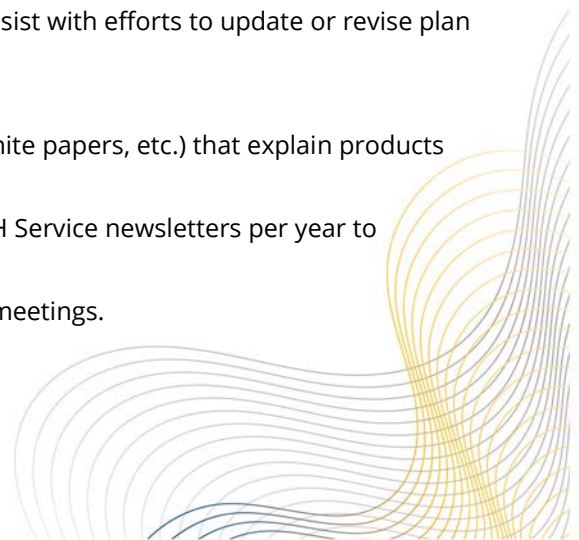 sist with efforts to update or revise plan
hite papers, etc.) that explain products
H Service newsletters per year to
meetings.